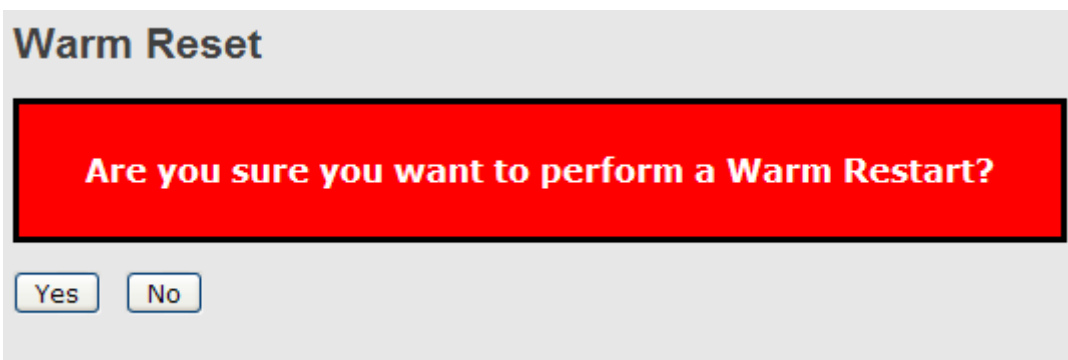 Warm Reset
Are you sure you want to perform a Warm Restart?
Yes No